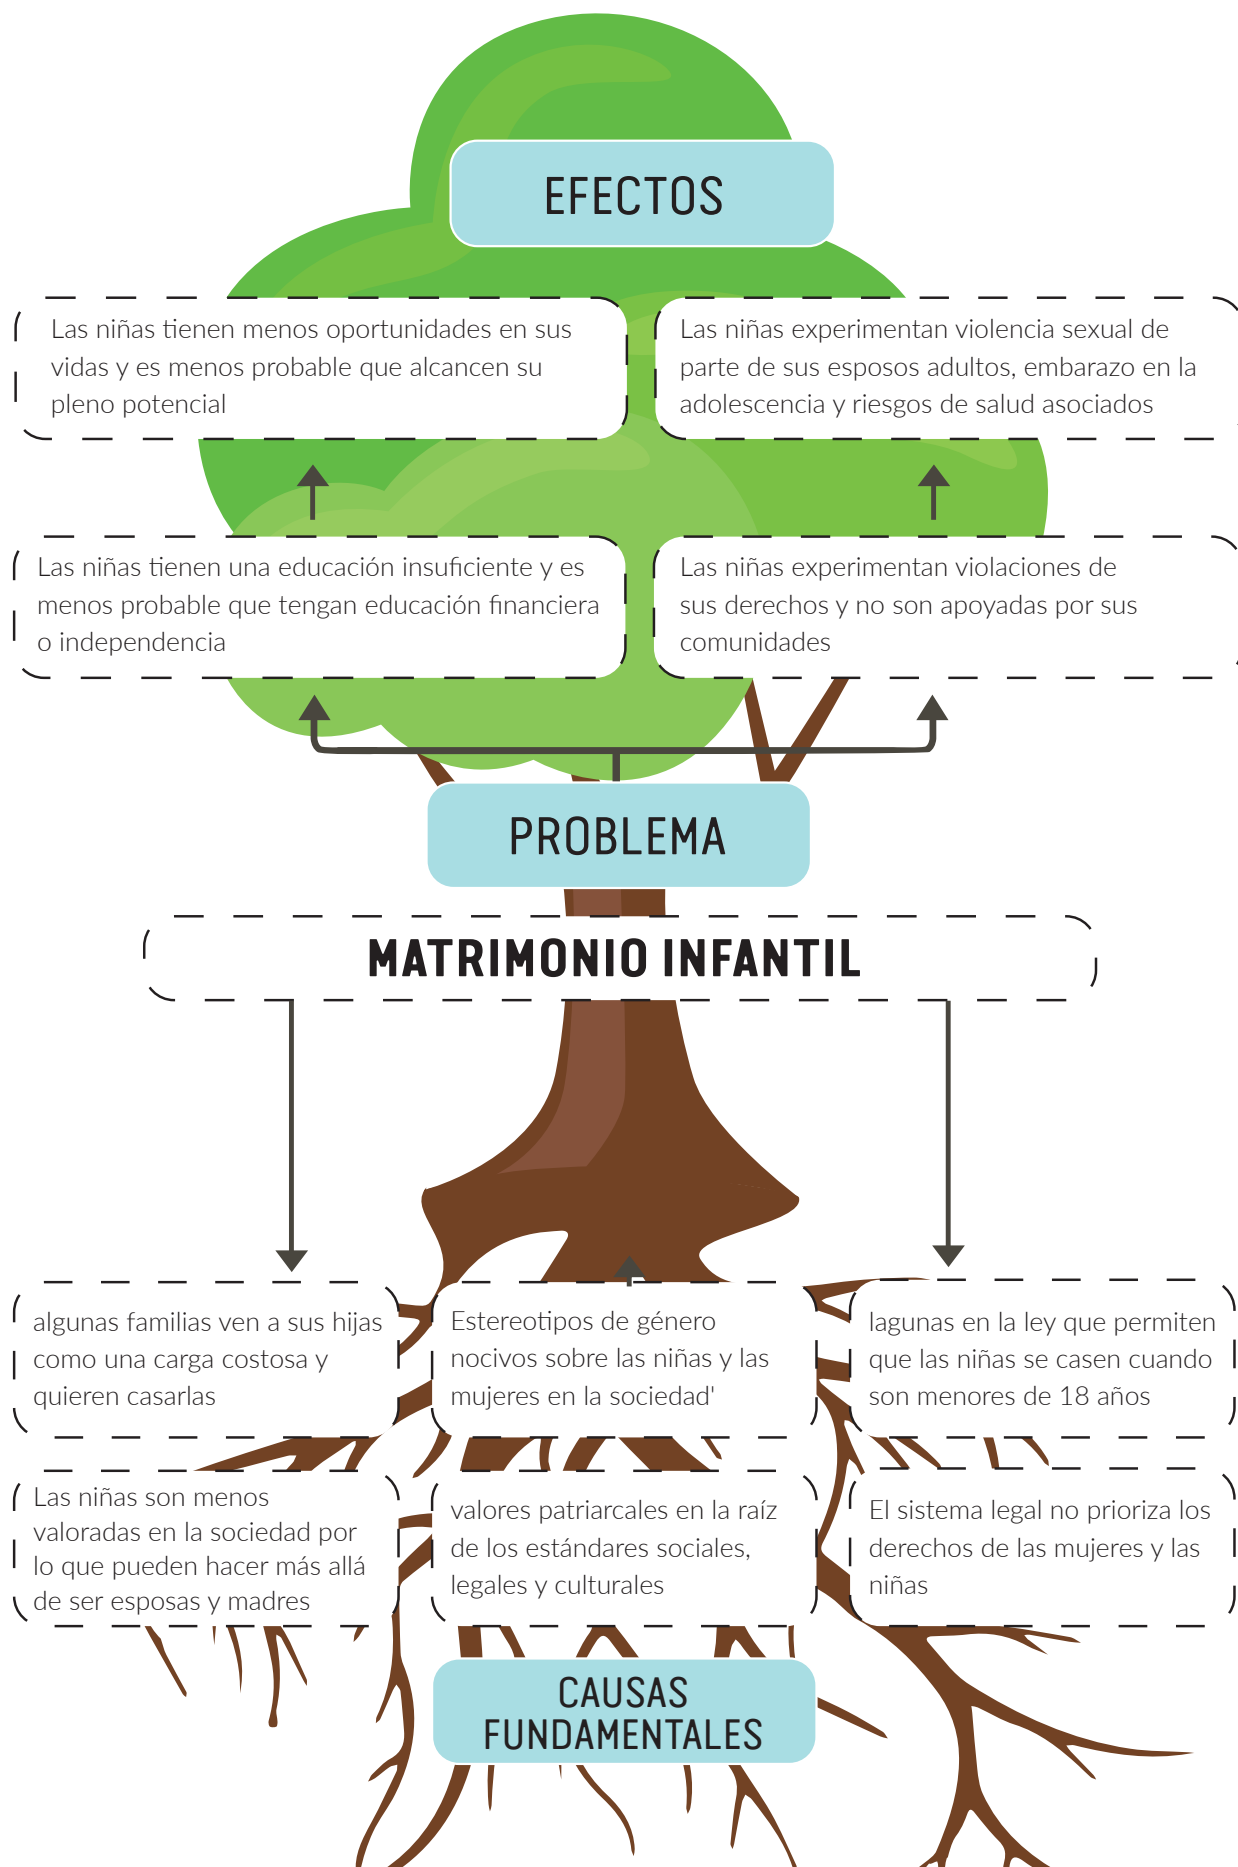 EFECTOS
Las niñas tienen menos oportunidades en sus
vidas y es menos probable que alcancen su
pleno potencial
Las niñas experimentan violencia sexual de
parte de sus esposos adultos, embarazo en la
adolescencia y riesgos de salud asociados
Las niñas tienen una educación insuficiente y es
menos probable que tengan educación financiera
o independencia
Las niñas experimentan violaciones de
sus derechos y no son apoyadas por sus
comunidades
PROBLEMA
MATRIMONIO INFANTIL
algunas familias ven a sus hijas
como una carga costosa y
quieren casarlas
Estereotipos de género
nocivos sobre las niñas y las
mujeres en la sociedad'
lagunas en la ley que permiten
que las niñas se casen cuando
son menores de 18 años
Las niñas son menos
valoradas en la sociedad por
lo que pueden hacer más allá
de ser esposas y madres
valores patriarcales en la raíz
de los estándares sociales,
legales y culturales
El sistema legal no prioriza los
derechos de las mujeres y las
niñas
CAUSAS
FUNDAMENTALES